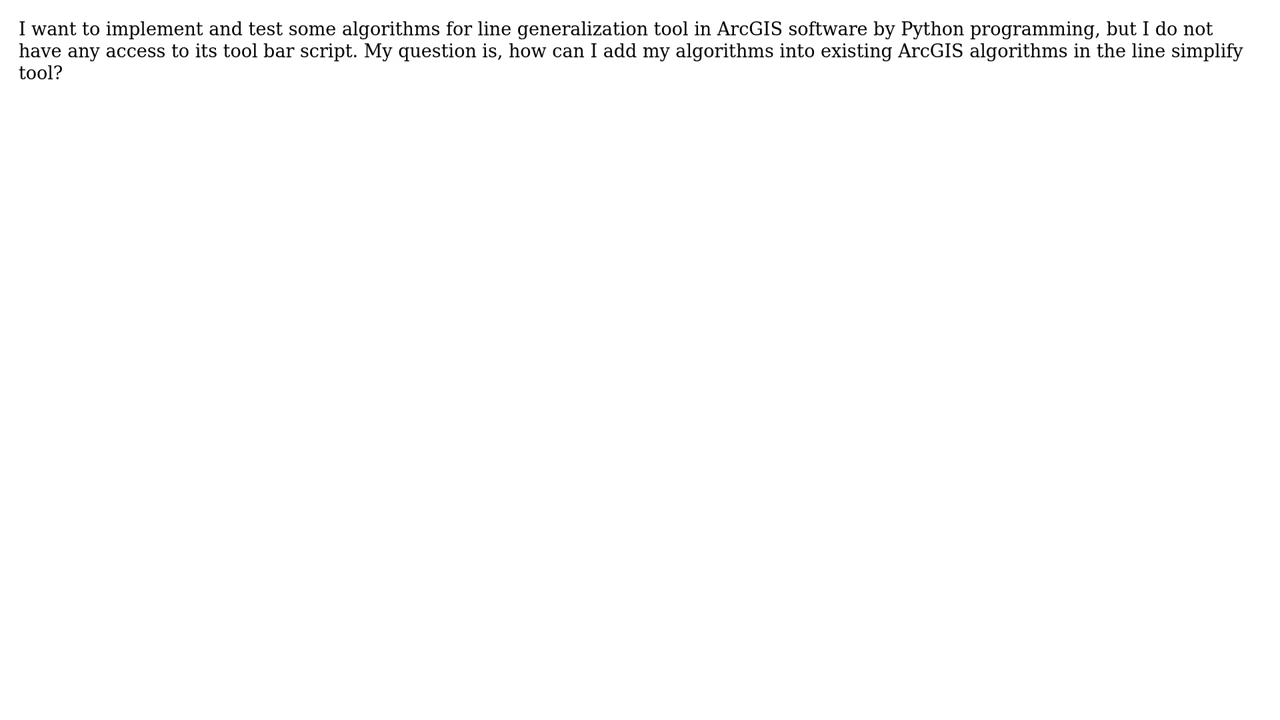 I want to implement and test some algorithms for line generalization tool in ArcGIS software by Python programming, but I do not
have any access to its tool bar script. My question is, how can I add my algorithms into existing ArcGIS algorithms in the line simplify
tool?